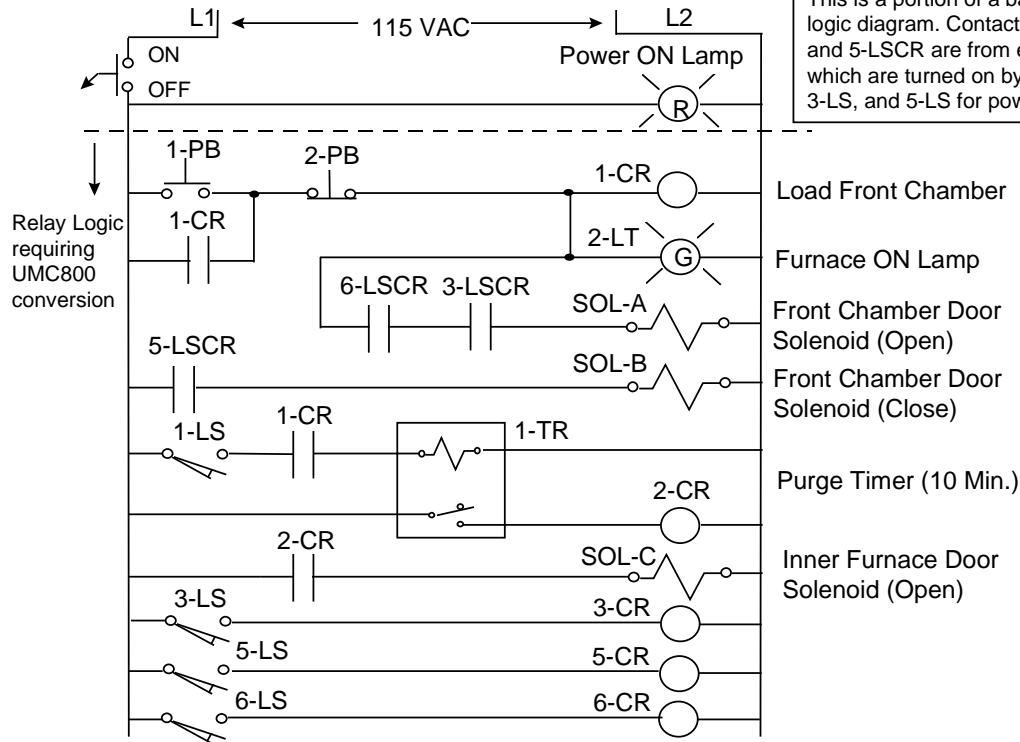 L1
115 VAC
L2
This is a portion of a ba
logic diagram. Contact
and 5-LSCR are from e
which are turned on by
3-LS, and 5-LS for pow
ON
OFF
Power ON Lamp
R
1-PB
2-PB
1-CR
Load Front Chamber
Relay Logic
requiring
UMC800
conversion
1-CR
2-LT
G
Furnace ON Lamp
6-LSCR
3-LSCR
SOL-A
Front Chamber Door
Solenoid (Open)
5-LSCR
SOL-B
Front Chamber Door
Solenoid (Close)
1-LS
1-CR
1-TR
Purge Timer (10 Min.)
2-CR
2-CR
SOL-C
Inner Furnace Door
Solenoid (Open)
3-LS
3-CR
5-LS
5-CR
6-LS
6-CR